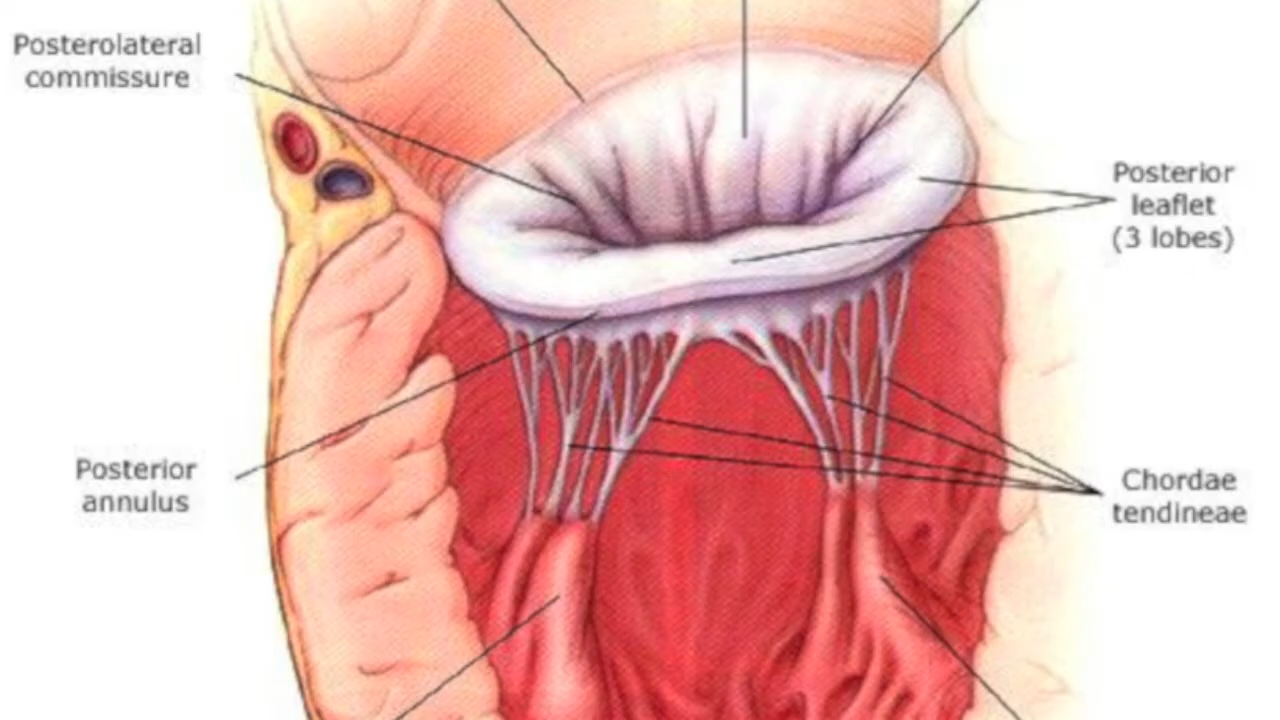 Posterolateral
commissure
Posterior
leaflet
(3 lobes)
Posterior
annulus
Chordae
tendineae